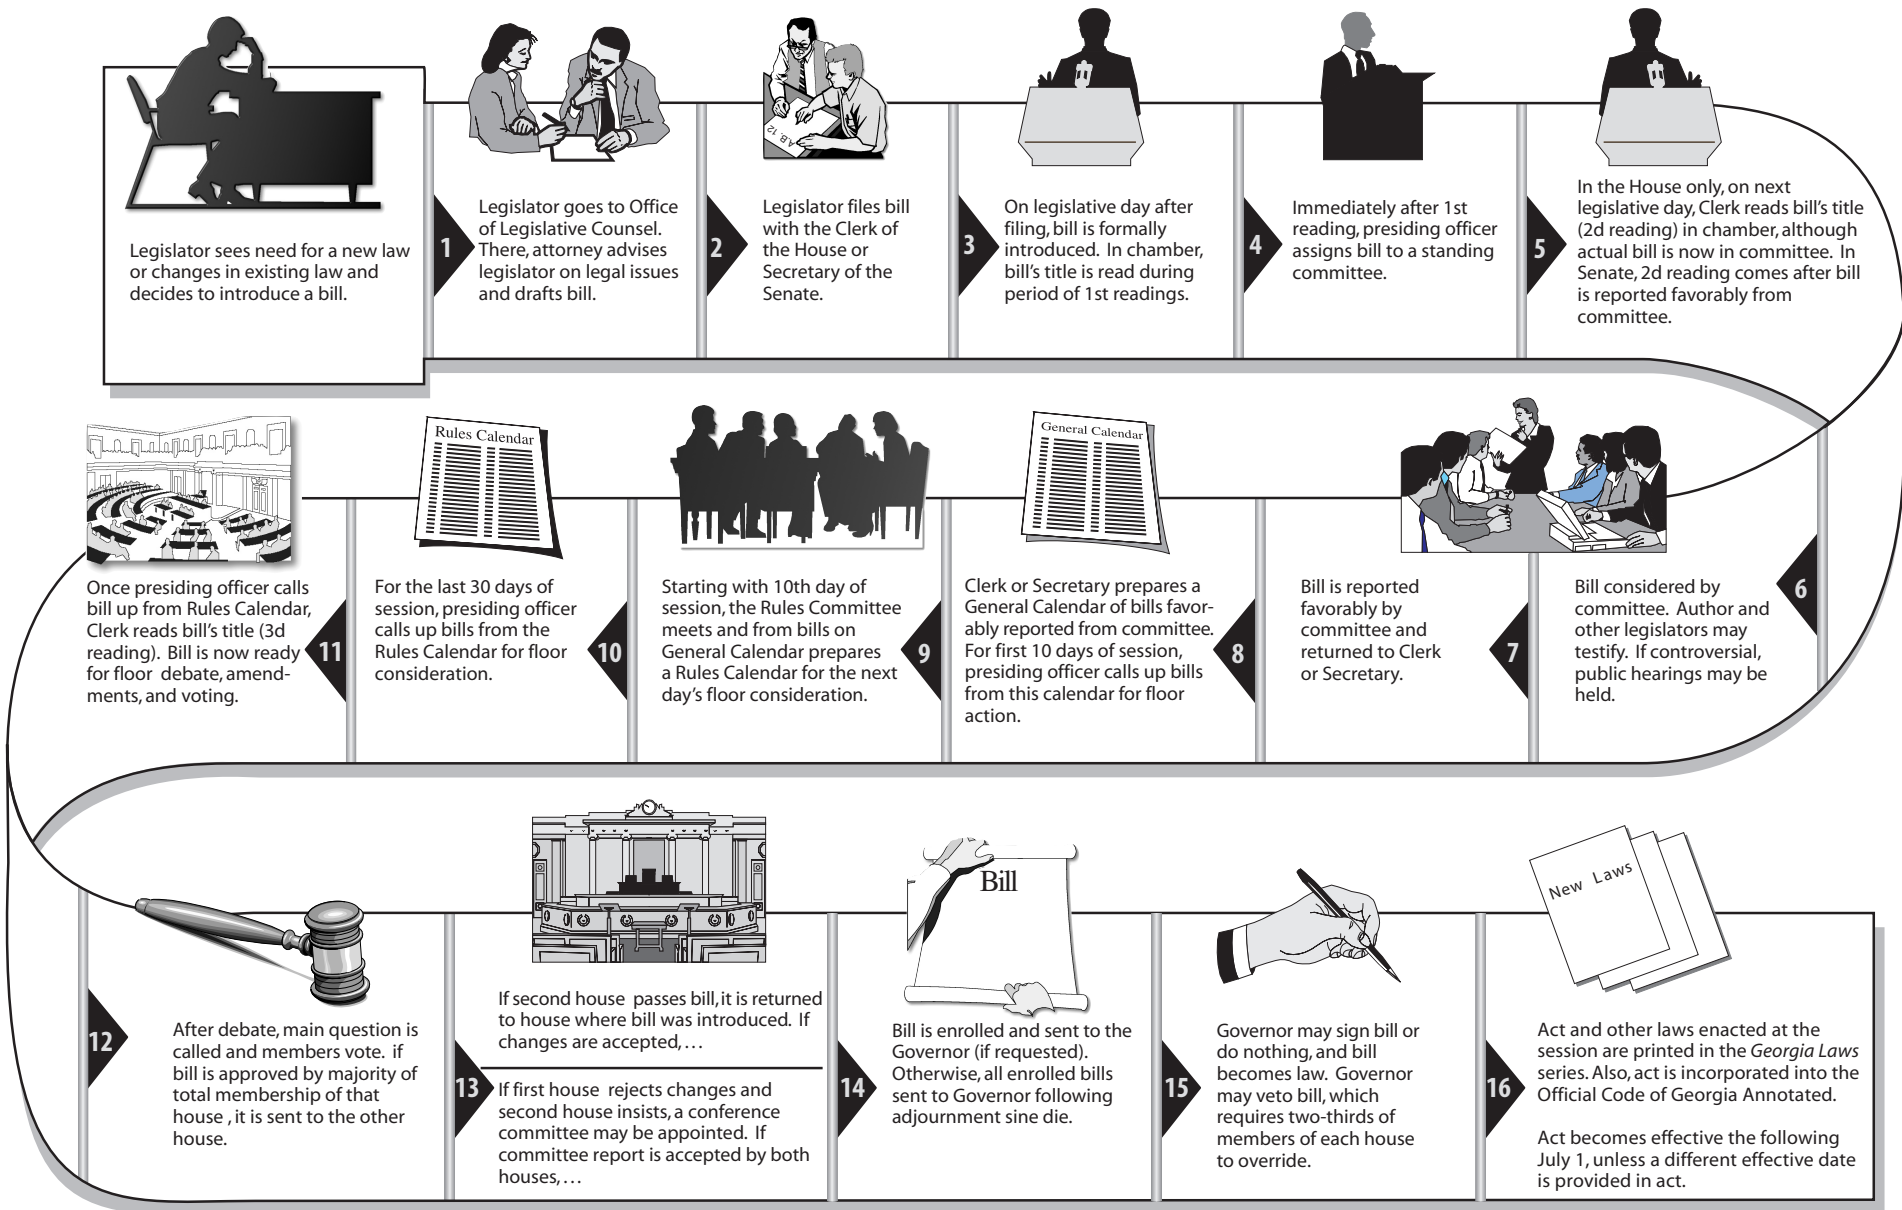 Legislator sees need for a new law
or changes in existing law and
decides to introduce a bill.
1
Legislator goes to Office
of Legislative Counsel.
There, attorney advises
legislator on legal issues
and drafts bill.
2
A.B. 12
Legislator files bill
with the Clerk of
the House or
Secretary of the
Senate.
3
On legislative day after
filing, bill is formally
introduced. In chamber,
bill's title is read during
period of 1st readings.
4
Immediately after 1st
reading, presiding officer
assigns bill to a standing
committee.
5
In the House only, on next
legislative day, Clerk reads bill's title
(2d reading) in chamber, although
actual bill is now in committee. In
Senate, 2d reading comes after bill
is reported favorably from
committee.
6
Bill considered by
committee. Author and
other legislators may
testify. If controversial,
public hearings may be
held.
7
Bill is reported
favorably by
committee and
returned to Clerk
or Secretary.
8
General Calendar
Clerk or Secretary prepares a
General Calendar of bills favor-
ably reported from committee.
For first 10 days of session,
presiding officer calls up bills
from this calendar for floor
action.
9
Starting with 10th day of
session, the Rules Committee
meets and from bills on
General Calendar prepares
a Rules Calendar for the next
day's floor consideration.
10
Rules Calendar
For the last 30 days of
session, presiding officer
calls up bills from the
Rules Calendar for floor
consideration.
11
Once presiding officer calls
bill up from Rules Calendar,
Clerk reads bill's title (3d
reading). Bill is now ready
for floor debate, amend-
ments, and voting.
12
After debate, main question is
called and members vote. if
bill is approved by majority of
total membership of that
house , it is sent to the other
house.
13
If second house passes bill, it is returned
to house where bill was introduced. If
changes are accepted, . . .
If first house rejects changes and
second house insists, a conference
committee may be appointed. If
committee report is accepted by both
houses, . . .
14
Bill
Bill is enrolled and sent to the
Governor (if requested).
Otherwise, all enrolled bills
sent to Governor following
adjournment sine die.
15
Governor may sign bill or
do nothing, and bill
becomes law. Governor
may veto bill, which
requires two-thirds of
members of each house
to override.
16
New Laws
Act and other laws enacted at the
session are printed in the Georgia Laws
series. Also, act is incorporated into the
Official Code of Georgia Annotated.
Act becomes effective the following
July 1, unless a different effective date
is provided in act.